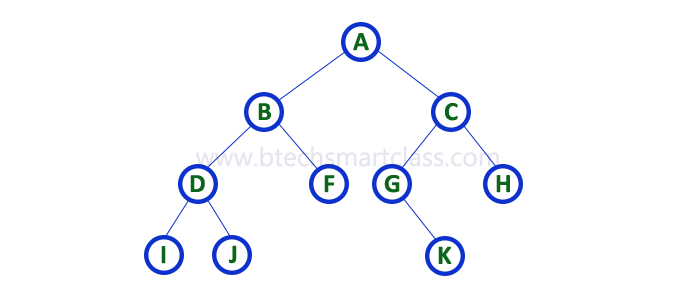 A
B C
www.btechsmartclass.com
D F G H
I J K